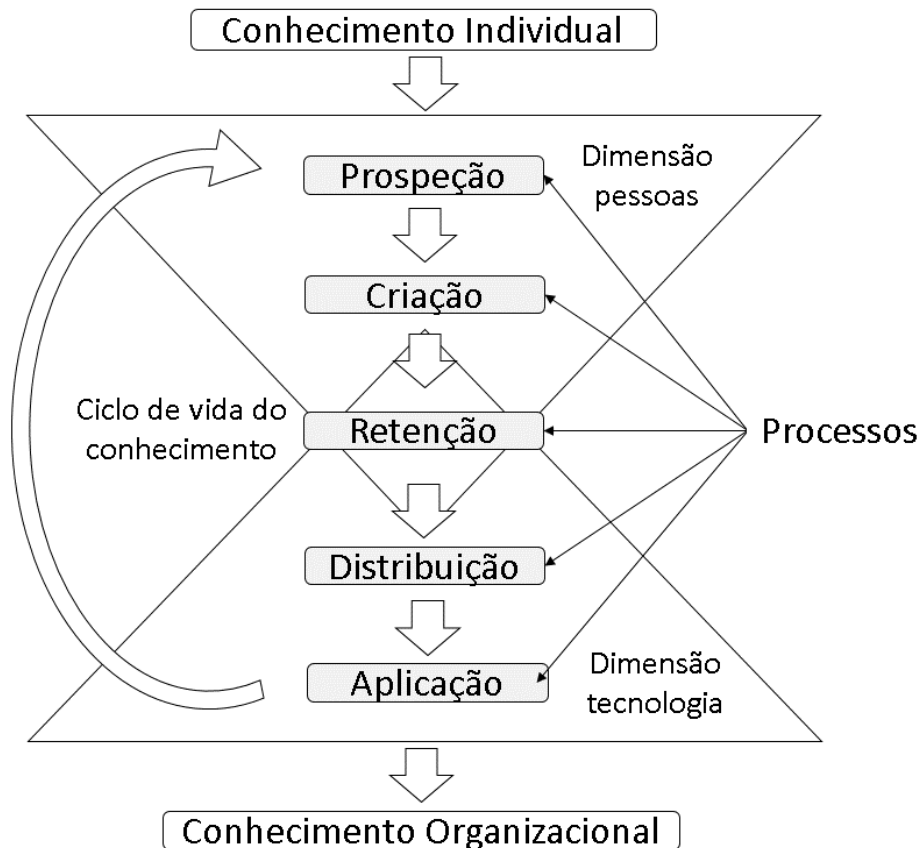 Conhecimento Individual
Prospeção
Dimensão
pessoas
Criação
Ciclo de vida do
conhecimento
Retenção
Processos
Distribuição
Aplicação
Dimensão
tecnologia
Conhecimento Organizacional